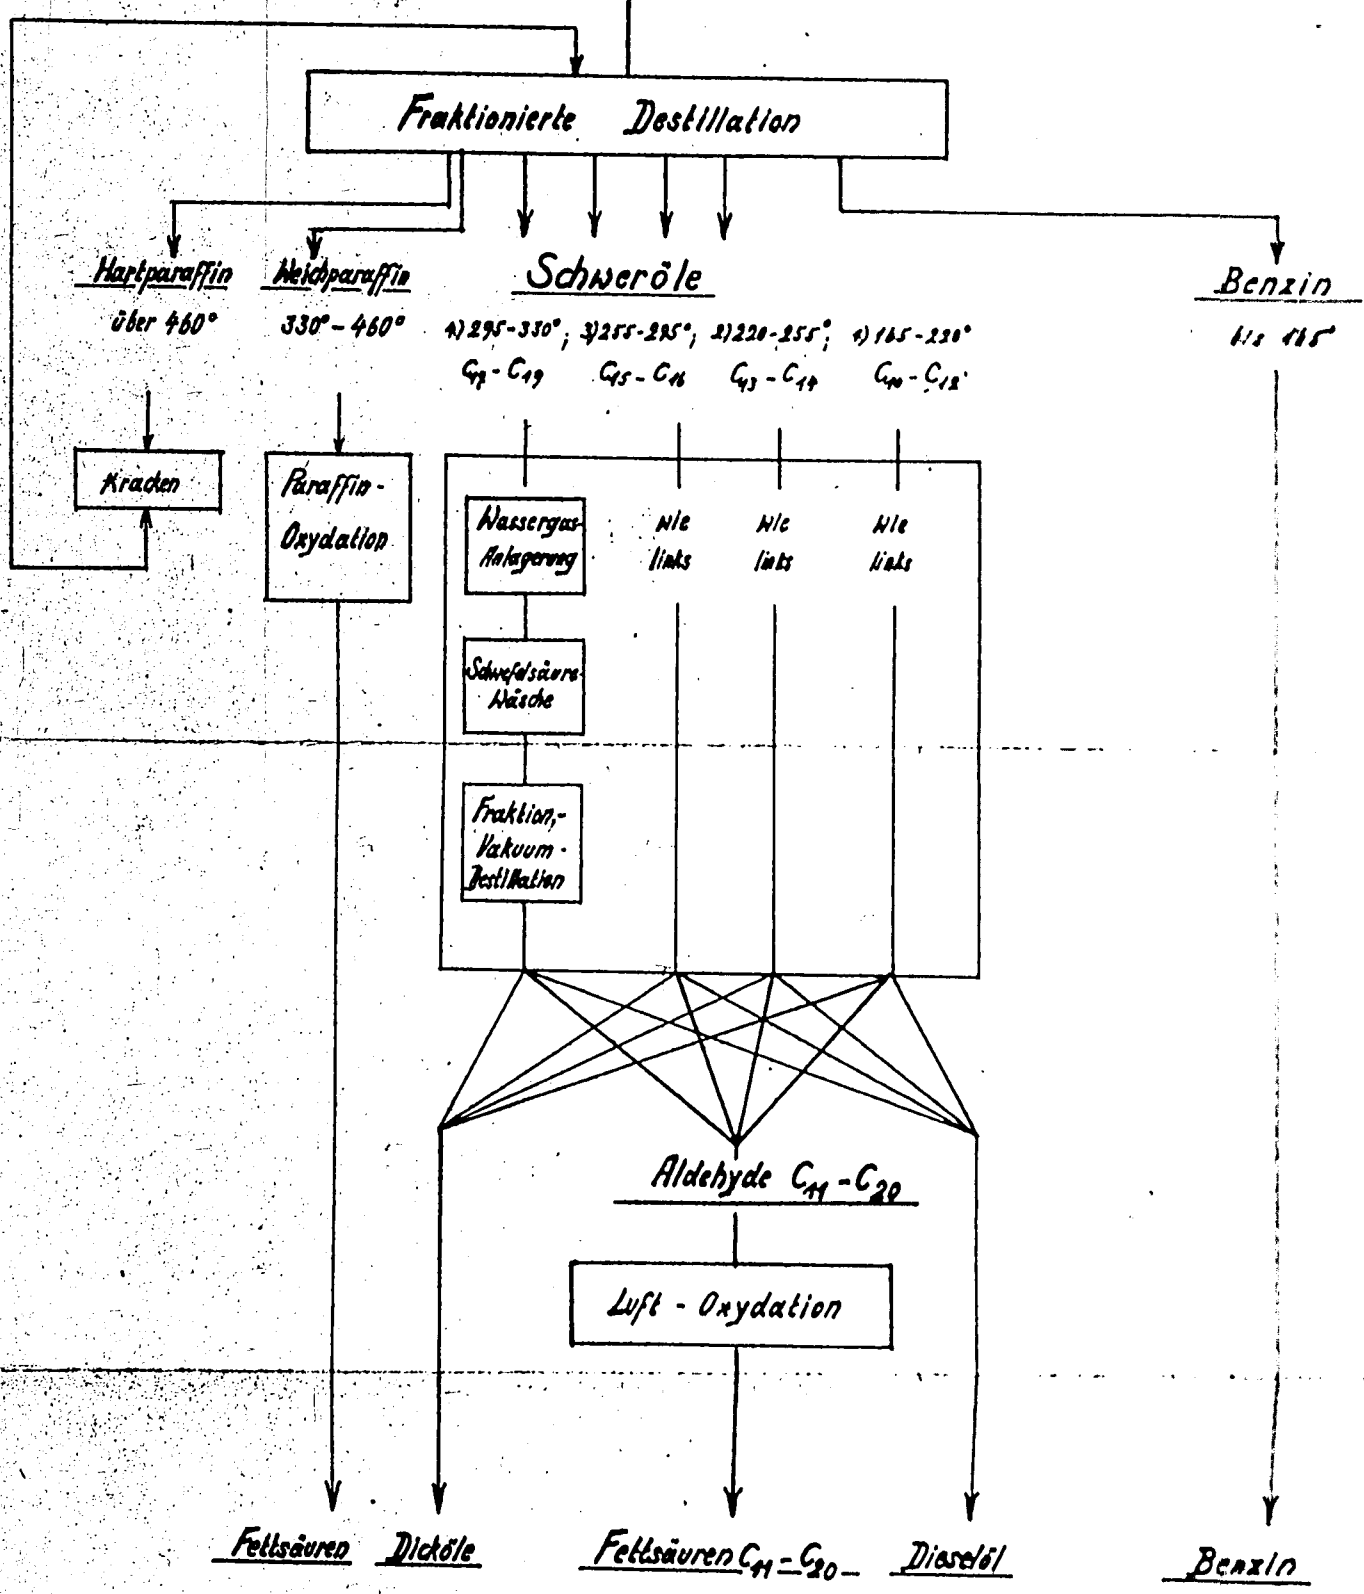 Fraktionierte Destillation
Hartparaffin
über 460°
Weichparaffin
330° - 460°
Schweröle
4) 295-330°; 3) 255-295°; 2) 220-255°; 1) 165-220°
C17 - C19 C15 - C16 C13 - C14 C10 - C12
Benzin
bis 165°
Kracken
Paraffin-
Oxydation
Wassergas-
Anlagerung
wie
links
wie
links
wie
links
Schwefelsäure-
Wäsche
Fraktion.-
Vakuum-
Destillation
Aldehyde C11 - C20
Luft - Oxydation
Fettsäuren
Dicköle
Fettsäuren C11 - C20
Dieselöl
Benzin